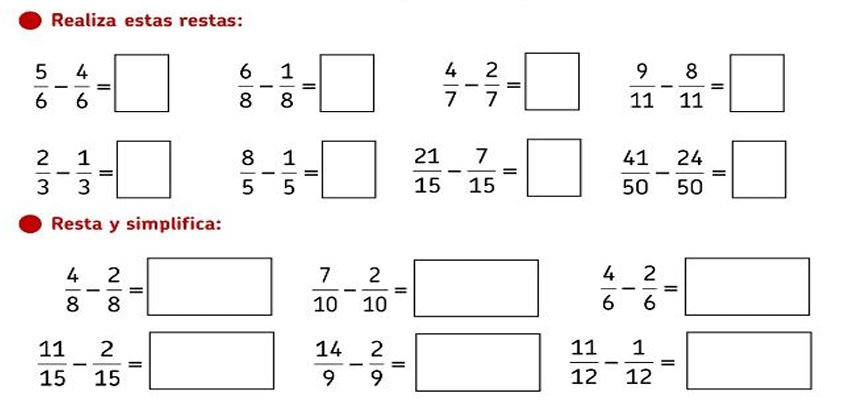 Realiza estas restas:
5/6 − 4/6 = 6/8 − 1/8 = 4/7 − 2/7 = 9/11 − 8/11 =
2/3 − 1/3 = 8/5 − 1/5 = 21/15 − 7/15 = 41/50 − 24/50 =
Resta y simplifica:
4/8 − 2/8 = 7/10 − 2/10 = 4/6 − 2/6 =
11/15 − 2/15 = 14/9 − 2/9 = 11/12 − 1/12 =